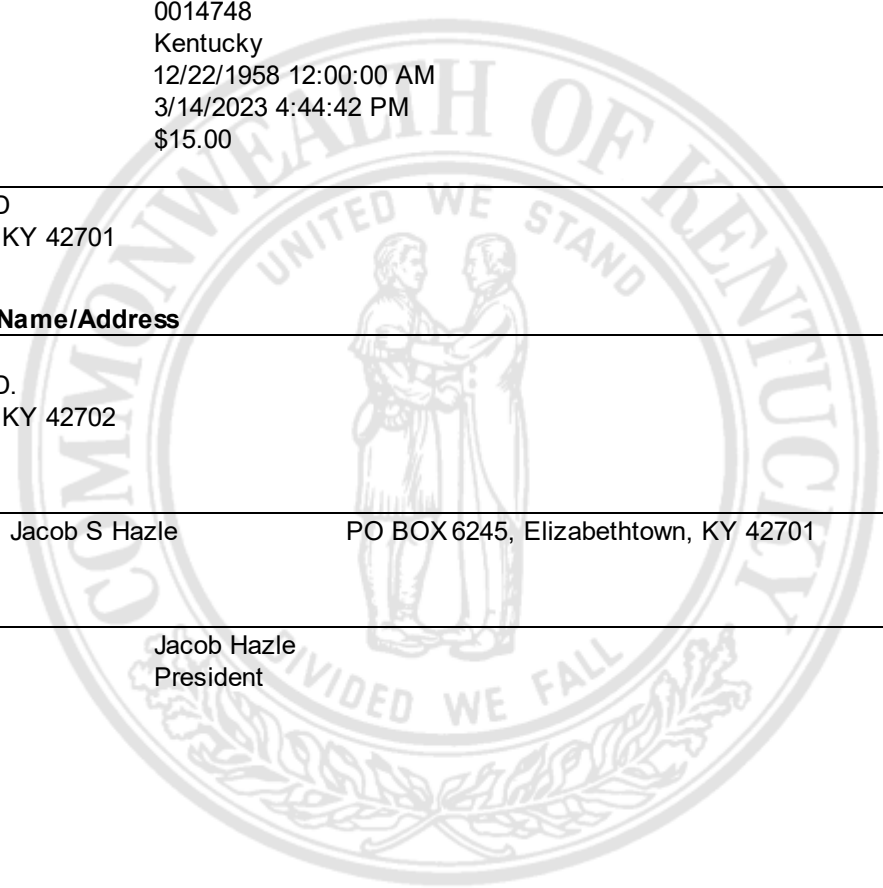 0014748
Kentucky
12/22/1958 12:00:00 AM
3/14/2023 4:44:42 PM
$15.00
KY 42701
Name/Address
D.
KY 42702
Jacob S Hazle PO BOX 6245, Elizabethtown, KY 42701
Jacob Hazle
President
COMMONWEALTH OF KENTUCKY
UNITED WE STAND
DIVIDED WE FALL